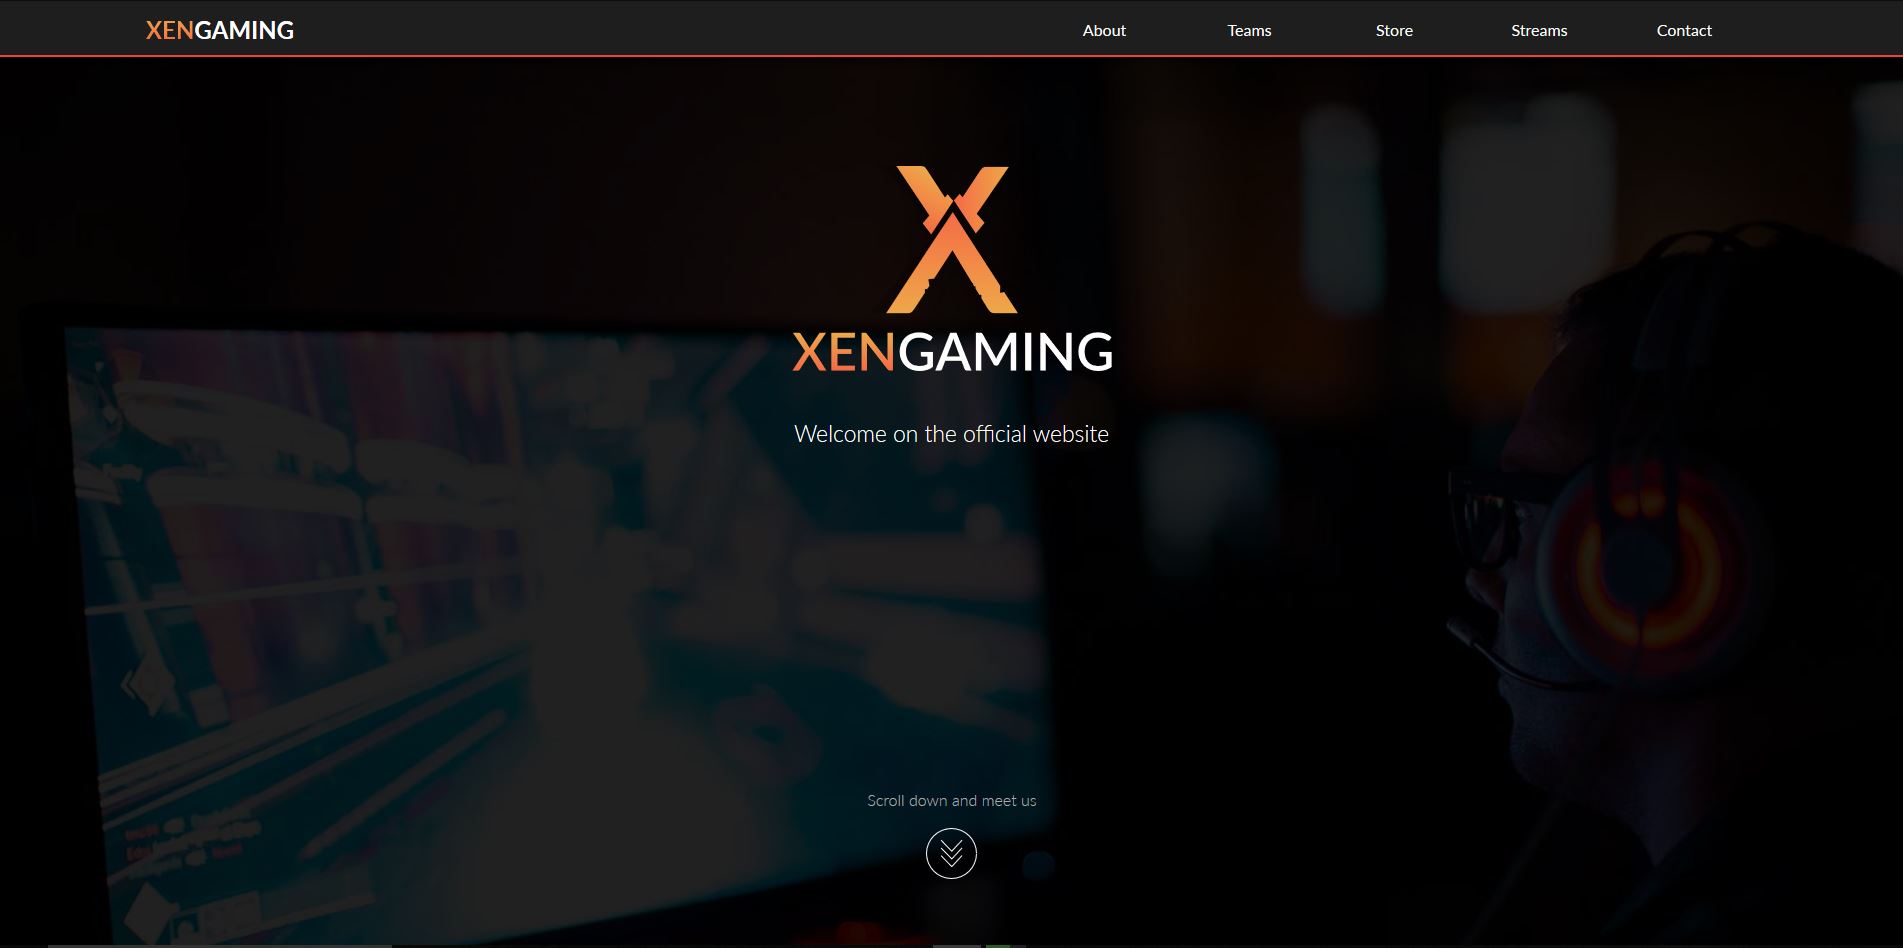 XENGAMING
About
Teams
Store
Streams
Contact
XENGAMING
Welcome on the official website
Scroll down and meet us